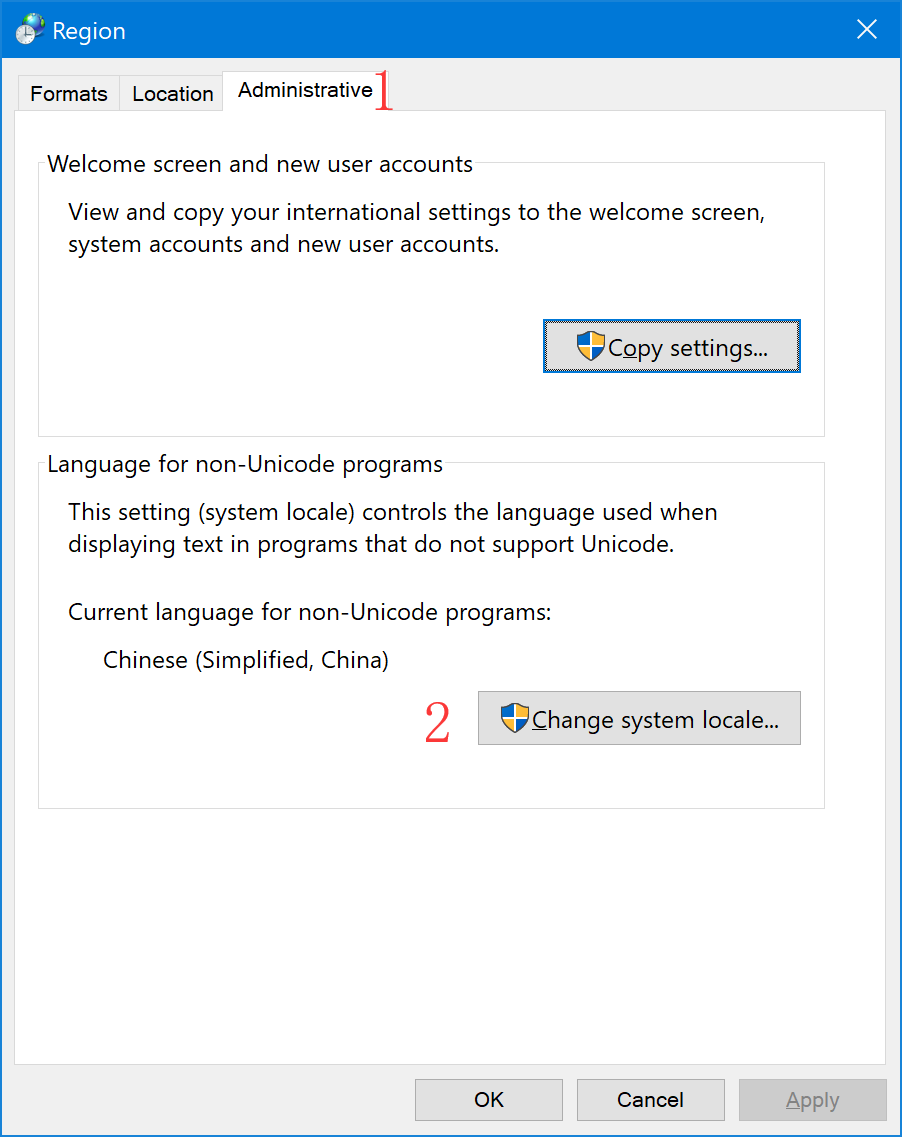 Region
Formats
Location
Administrative
1
Welcome screen and new user accounts
View and copy your international settings to the welcome screen,
system accounts and new user accounts.
Copy settings...
Language for non-Unicode programs
This setting (system locale) controls the language used when
displaying text in programs that do not support Unicode.
Current language for non-Unicode programs:
Chinese (Simplified, China)
2
Change system locale...
OK
Cancel
Apply